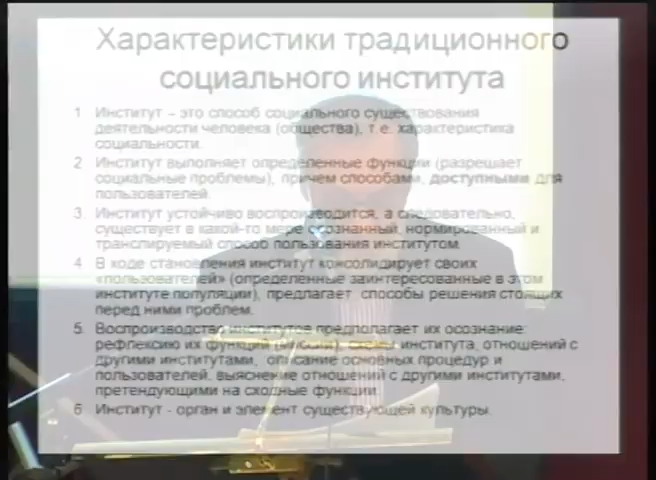 Характеристики традиционного
социального института
1 Институт – это способ социального существования
деятельности человека (общества), т.е. характеристика
социальности.
2 Институт выполняет определенные функции (разрешает
социальные проблемы), причем способами, доступными для
пользователей.
3 Институт устойчиво воспроизводится, а следовательно,
существует в какой-то мере осознанный, нормированный и
транслируемый способ пользования институтом
4 В ходе становления институт консолидирует своих
«пользователей» (определенные заинтересованные в этом
институте популяции), предлагает способы решения стоящих
перед ними проблем.
5. Воспроизводство институтов предполагает их осознание:
рефлексию их функций института, отношений с
другими институтами, описание основных процедур и
пользователей, выяснение отношений с другими институтами,
претендующими на сходные функции.
6 Институт - орган и элемент существующей культуры.